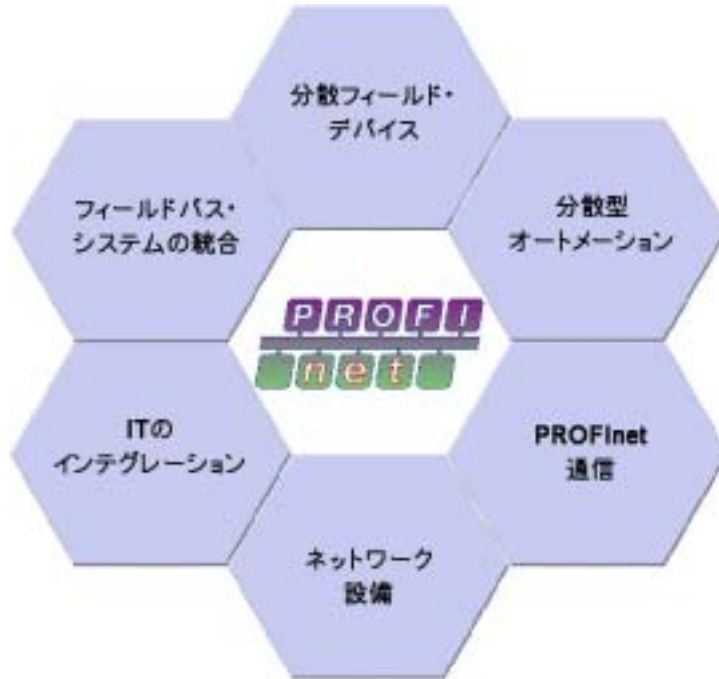 分散フィールド・
デバイス
フィールドバス・
システムの統合
分散型
オートメーション
PROFI
net
ITの
インテグレーション
PROFInet
通信
ネットワーク
設備